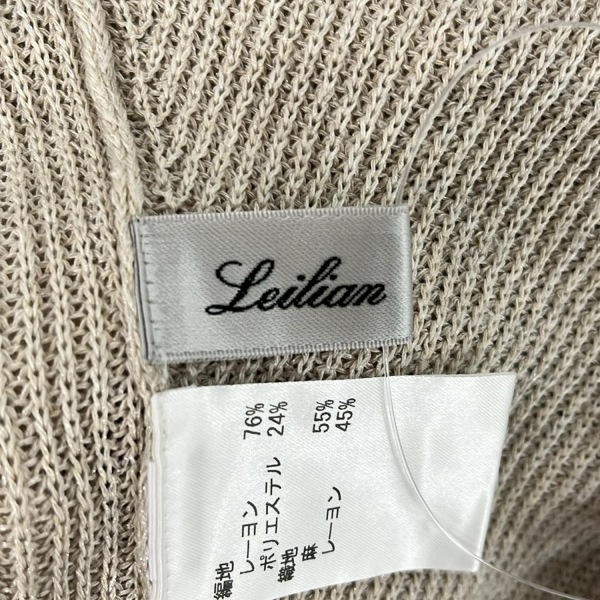 Leilian
編地
レーヨン 76%
ポリエステル 24%
織地
麻 55%
レーヨン 45%